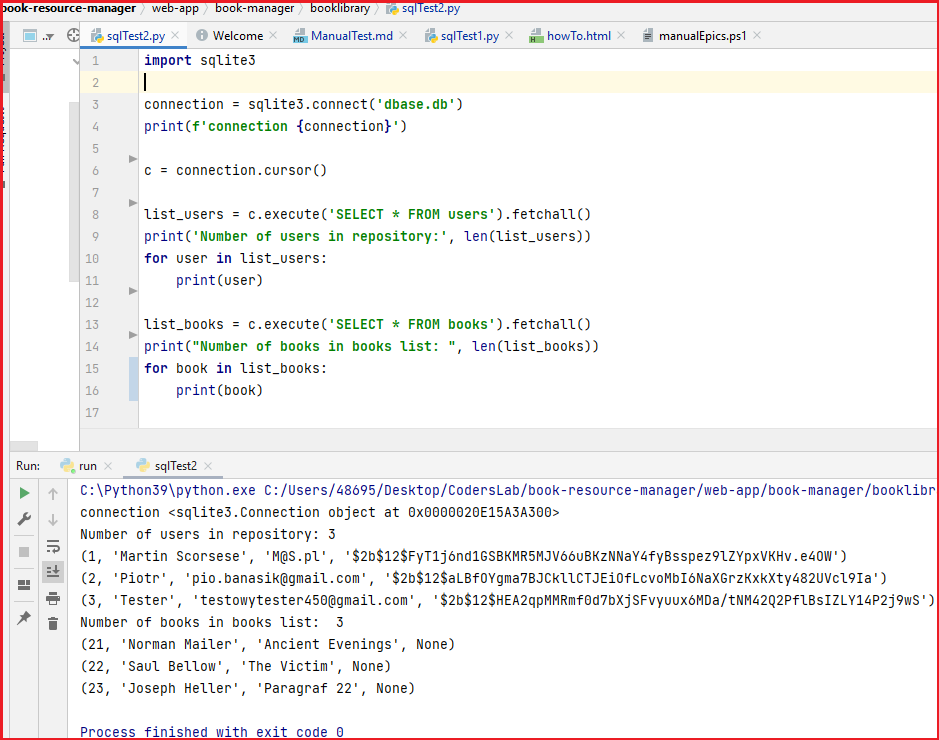 book-resource-manager web-app book-manager booklibrary sqlTest2.py
sqlTest2.py Welcome ManualTest.md sqlTest1.py howTo.html manualEpics.ps1
1 import sqlite3
2
3 connection = sqlite3.connect('dbase.db')
4 print(f'connection {connection}')
5
6 c = connection.cursor()
7
8 list_users = c.execute('SELECT * FROM users').fetchall()
9 print('Number of users in repository:', len(list_users))
10 for user in list_users:
11 print(user)
12
13 list_books = c.execute('SELECT * FROM books').fetchall()
14 print("Number of books in books list: ", len(list_books))
15 for book in list_books:
16 print(book)
17
Run: run sqlTest2
C:\Python39\python.exe C:/Users/48695/Desktop/CodersLab/book-resource-manager/web-app/book-manager/booklibr
connection <sqlite3.Connection object at 0x0000020E15A3A300>
Number of users in repository: 3
(1, 'Martin Scorsese', 'M@S.pl', '$2b$12$FyT1j6nd1GSBKMR5MJV66uBKzNNaY4fyBsspez9lZYpxVKHv.e4OW')
(2, 'Piotr', 'pio.banasik@gmail.com', '$2b$12$aLBfOYgma7BJCkllCTJEiOfLcvoMbI6NaXGrzKxkXty482UVcl9Ia')
(3, 'Tester', 'testowytester450@gmail.com', '$2b$12$HEA2qpMMRmf0d7bXjSFvyuux6MDa/tNM42Q2PflBsIZLY14P2j9wS')
Number of books in books list:  3
(21, 'Norman Mailer', 'Ancient Evenings', None)
(22, 'Saul Bellow', 'The Victim', None)
(23, 'Joseph Heller', 'Paragraf 22', None)
Process finished with exit code 0